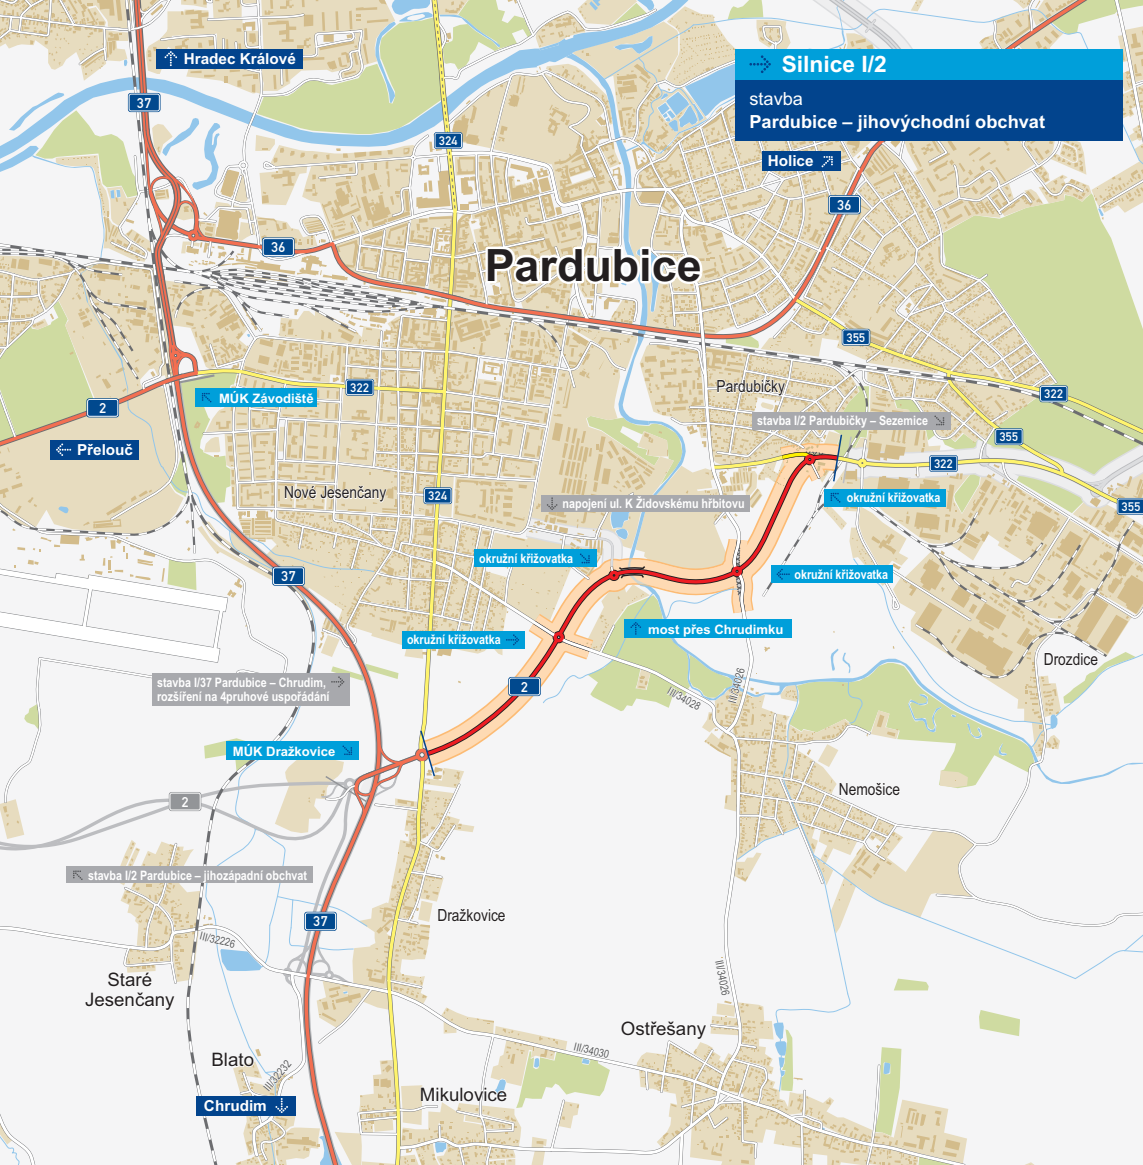 Silnice I/2
stavba
Pardubice – jihovýchodní obchvat
Hradec Králové
37
324
Holice
36
36
Pardubice
355
Pardubičky
322
322
MÚK Závodiště
2
stavba I/2 Pardubičky – Sezemice
355
Přelouč
322
Nové Jesenčany
324
napojení ul. K Židovskému hřbitovu
okružní křižovatka
355
okružní křižovatka
37
okružní křižovatka
most přes Chrudimku
okružní křižovatka
Drozdice
stavba I/37 Pardubice – Chrudim,
rozšíření na 4pruhové uspořádání
2
III/34028
III/34026
MÚK Dražkovice
2
Nemošice
stavba I/2 Pardubice – jihozápadní obchvat
37
Dražkovice
III/32226
Staré
Jesenčany
III/34026
Ostřešany
III/34030
Blato
III/32232
Mikulovice
Chrudim